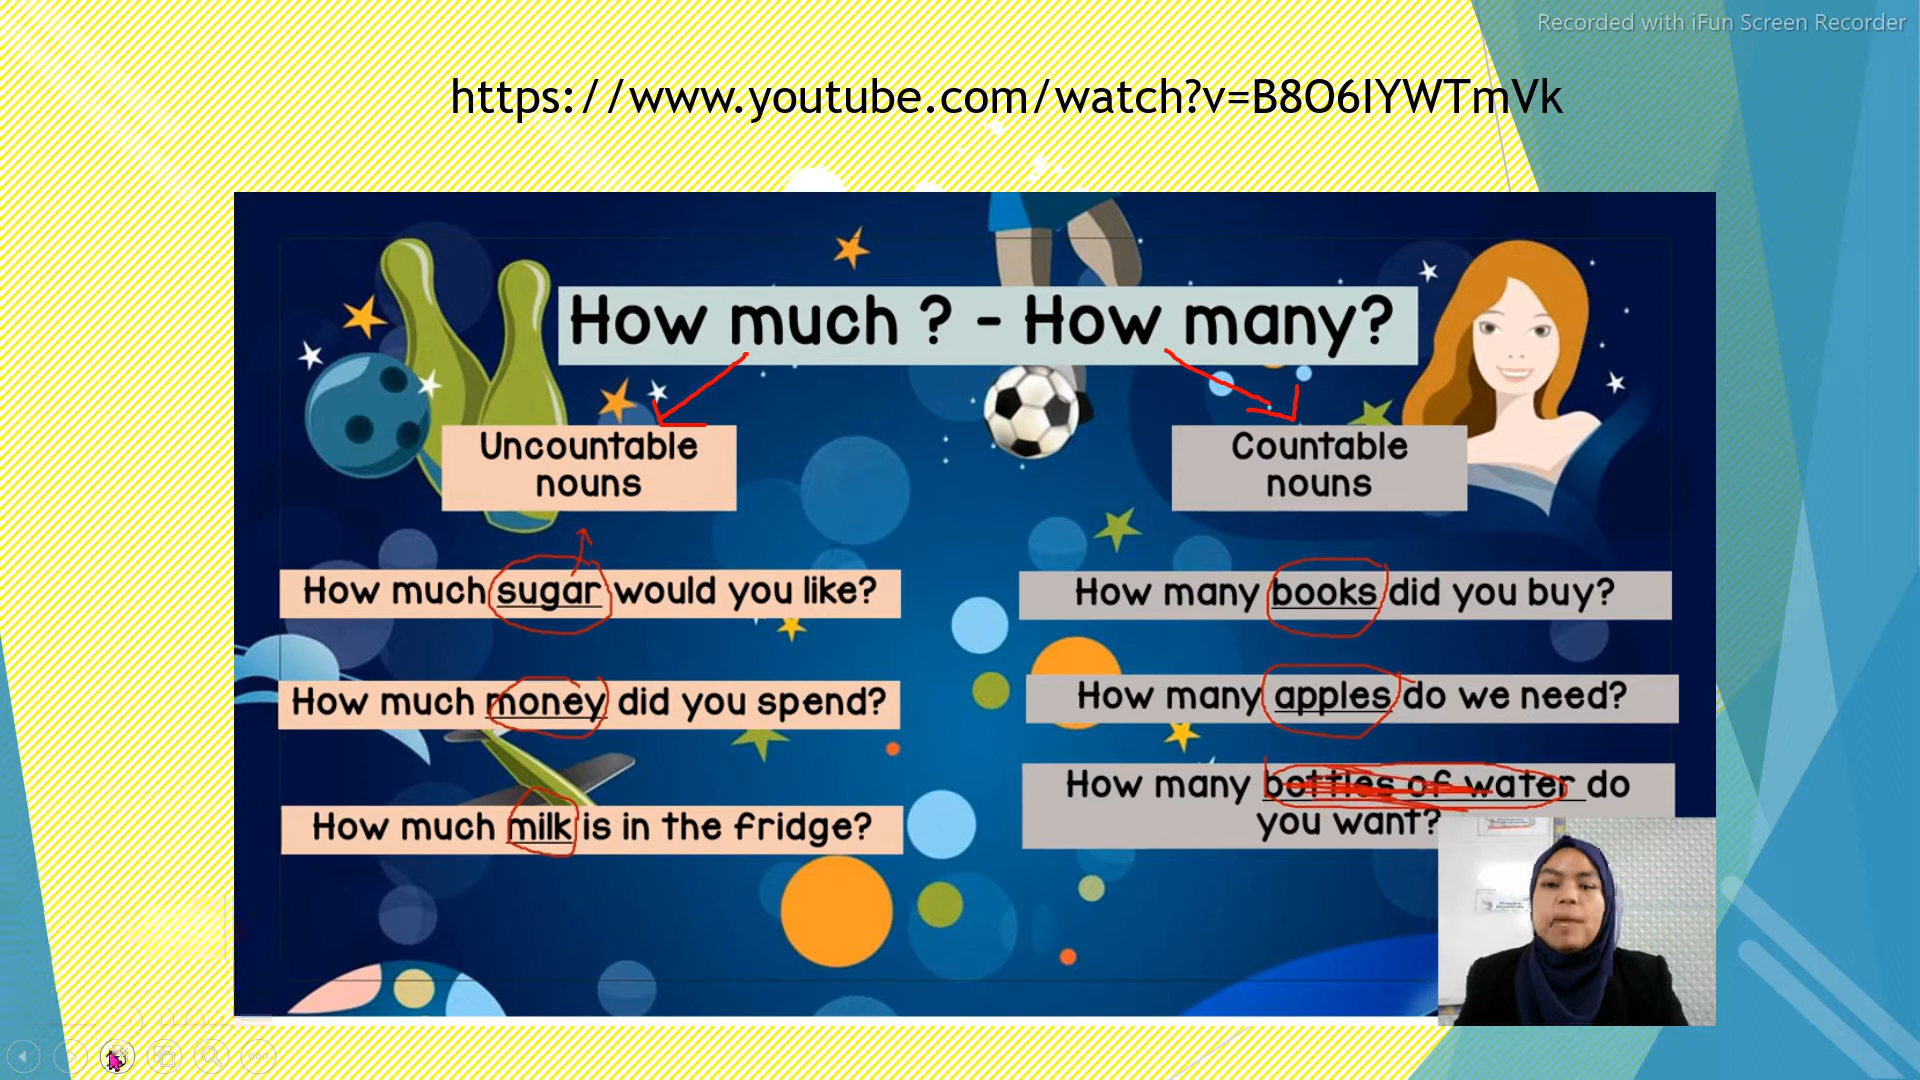 Recorded with iFun Screen Recorder
https://www.youtube.com/watch?v=B8O6IYWTmVk
How much ? - How many?
Uncountable
nouns
Countable
nouns
How much sugar would you like?
How many books did you buy?
How much money did you spend?
How many apples do we need?
How much milk is in the fridge?
How many bottles of water do
you want?